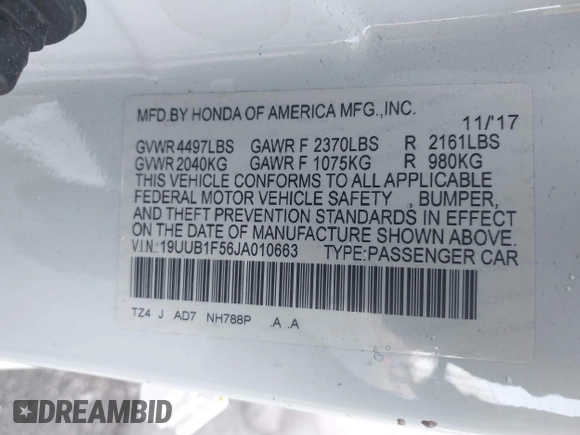 MFD.BY HONDA OF AMERICA MFG.,INC.
11/'17
GVWR 4497LBS GAWR F 2370LBS R 2161LBS
GVWR 2040KG GAWR F 1075KG R 980KG
THIS VEHICLE CONFORMS TO ALL APPLICABLE
FEDERAL MOTOR VEHICLE SAFETY , BUMPER,
AND THEFT PREVENTION STANDARDS IN EFFECT
ON THE DATE OF MANUFACTURE SHOWN ABOVE.
V.I.N.:19UUB1F56JA010663 TYPE:PASSENGER CAR
TZ4 J AD7 NH788P .A .A
DREAMBID